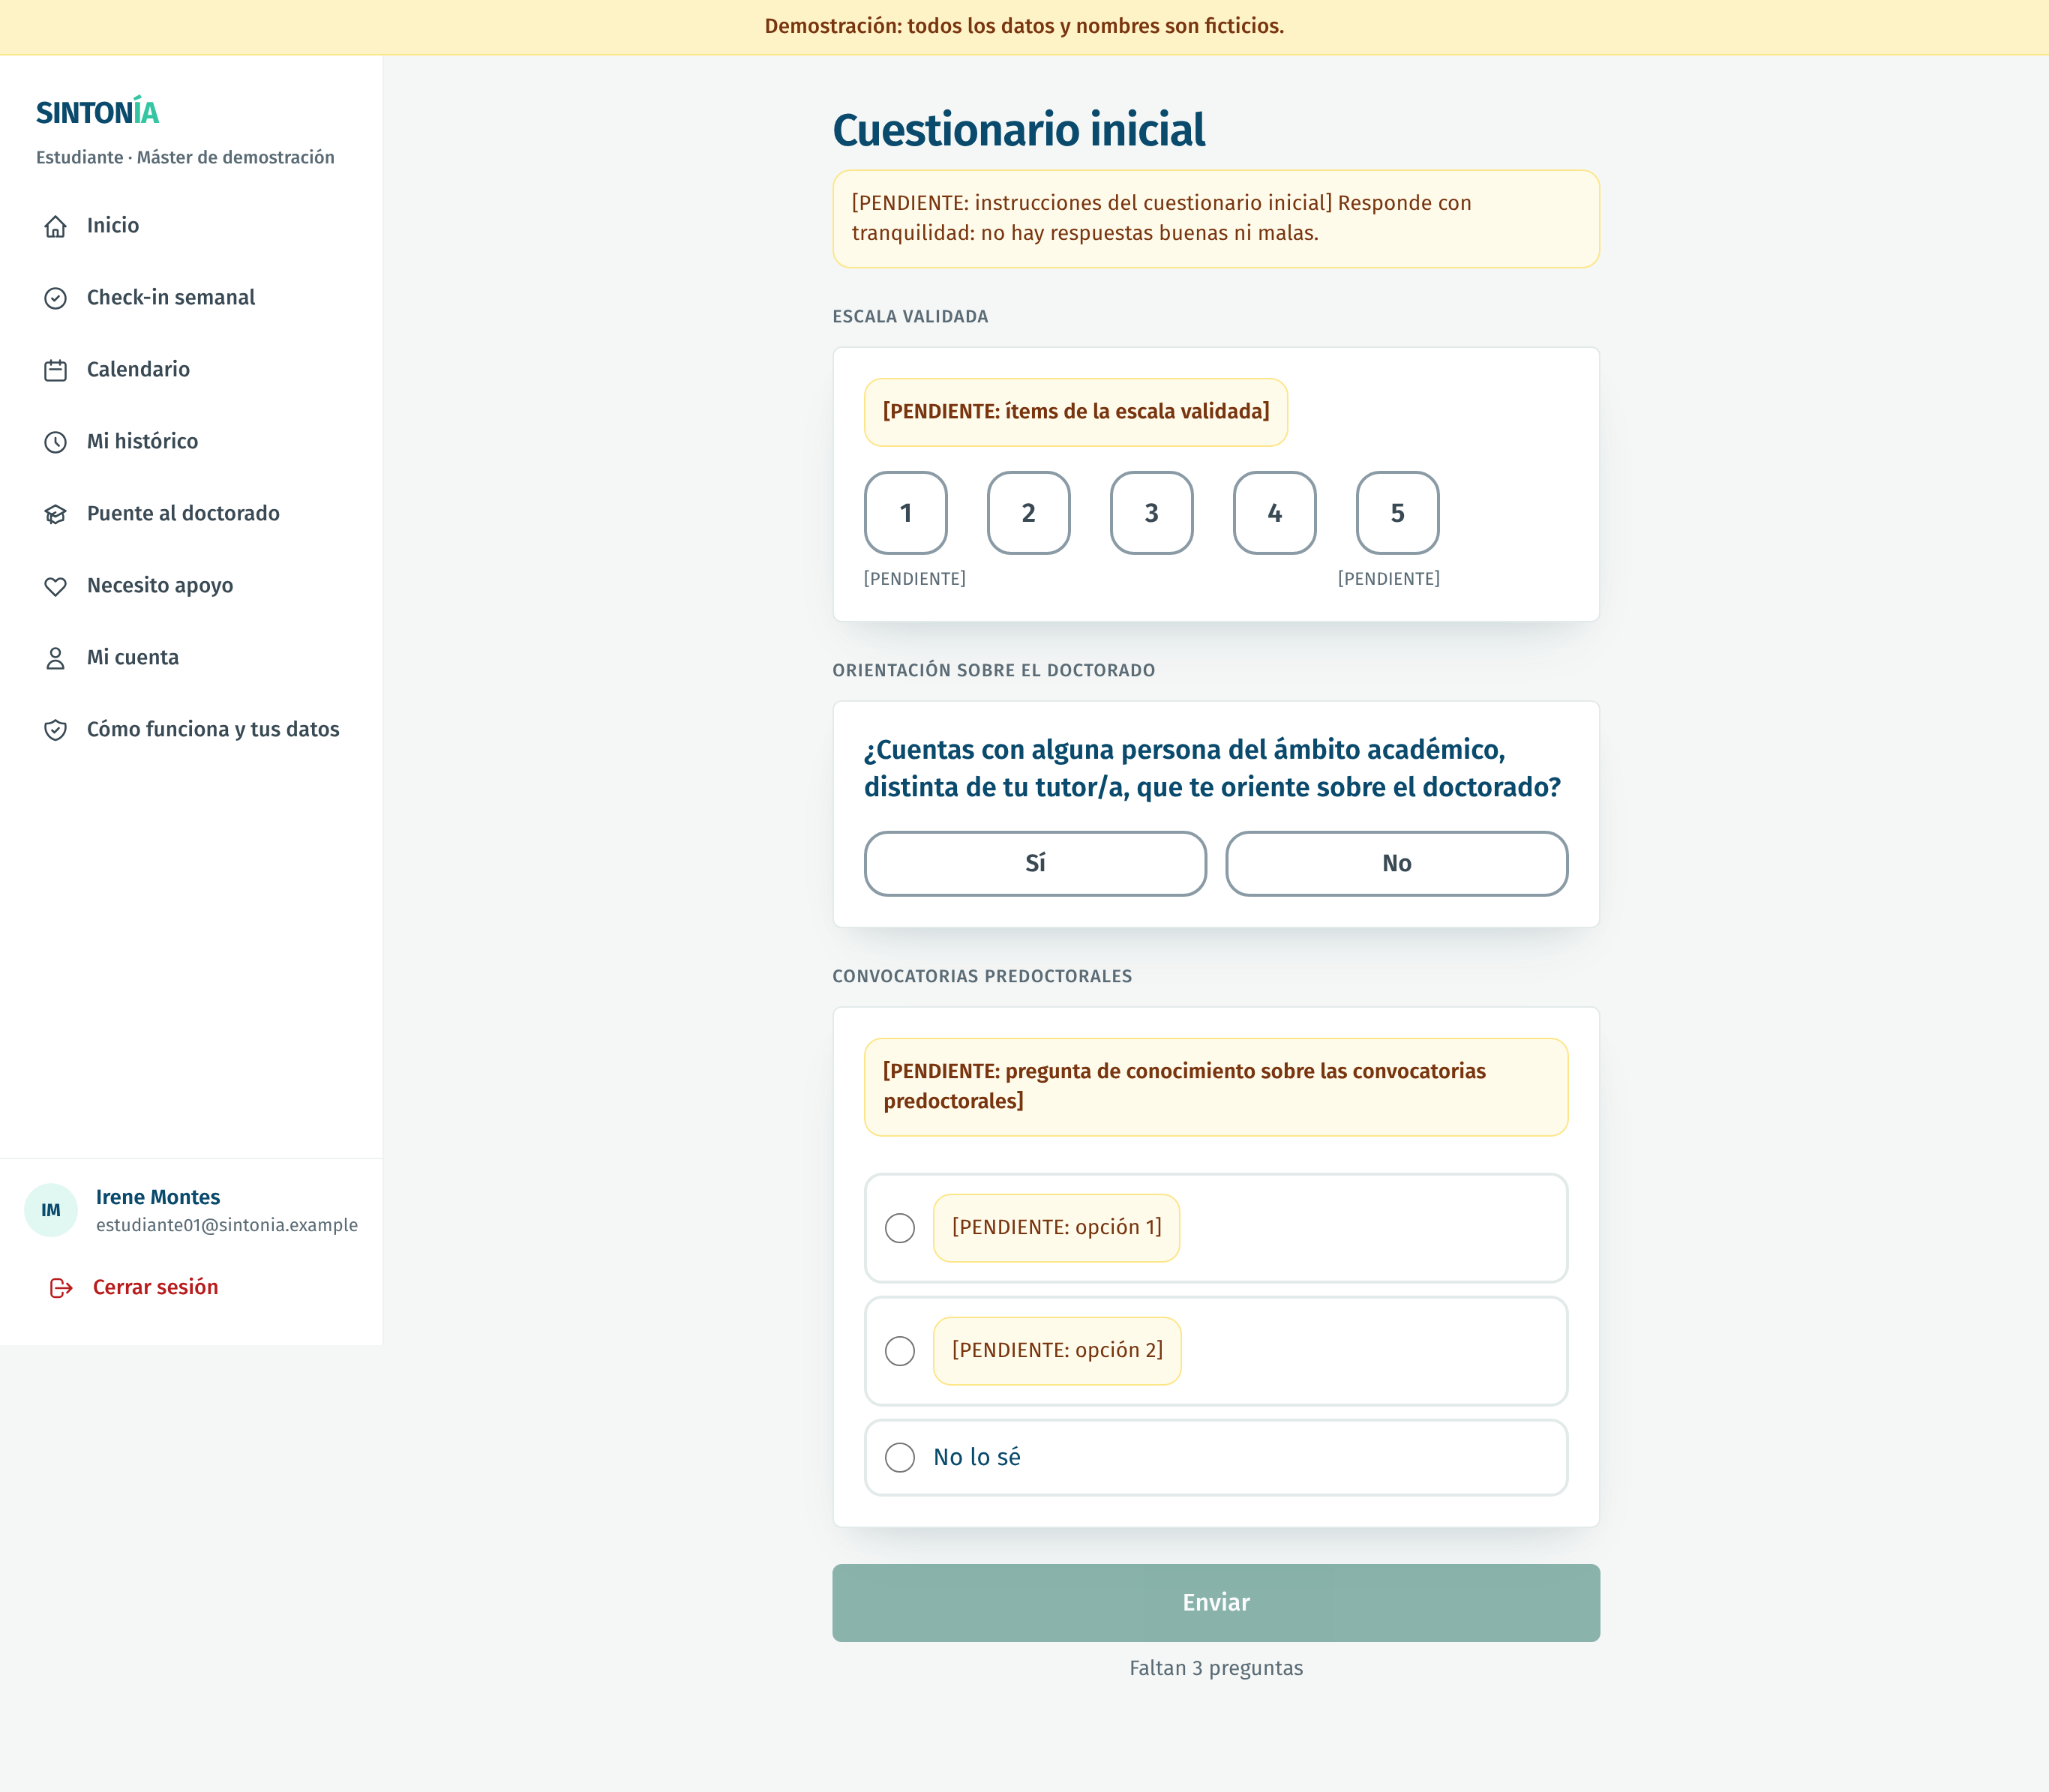 Demostración: todos los datos y nombres son ficticios.
SINTONÍA
Estudiante · Máster de demostración
Inicio
Check-in semanal
Calendario
Mi histórico
Puente al doctorado
Necesito apoyo
Mi cuenta
Cómo funciona y tus datos
IM
Irene Montes
estudiante01@sintonia.example
Cerrar sesión
Cuestionario inicial
[PENDIENTE: instrucciones del cuestionario inicial] Responde con
tranquilidad: no hay respuestas buenas ni malas.
ESCALA VALIDADA
[PENDIENTE: ítems de la escala validada]
1 2 3 4 5
[PENDIENTE] [PENDIENTE]
ORIENTACIÓN SOBRE EL DOCTORADO
¿Cuentas con alguna persona del ámbito académico,
distinta de tu tutor/a, que te oriente sobre el doctorado?
Sí No
CONVOCATORIAS PREDOCTORALES
[PENDIENTE: pregunta de conocimiento sobre las convocatorias
predoctorales]
[PENDIENTE: opción 1]
[PENDIENTE: opción 2]
No lo sé
Enviar
Faltan 3 preguntas